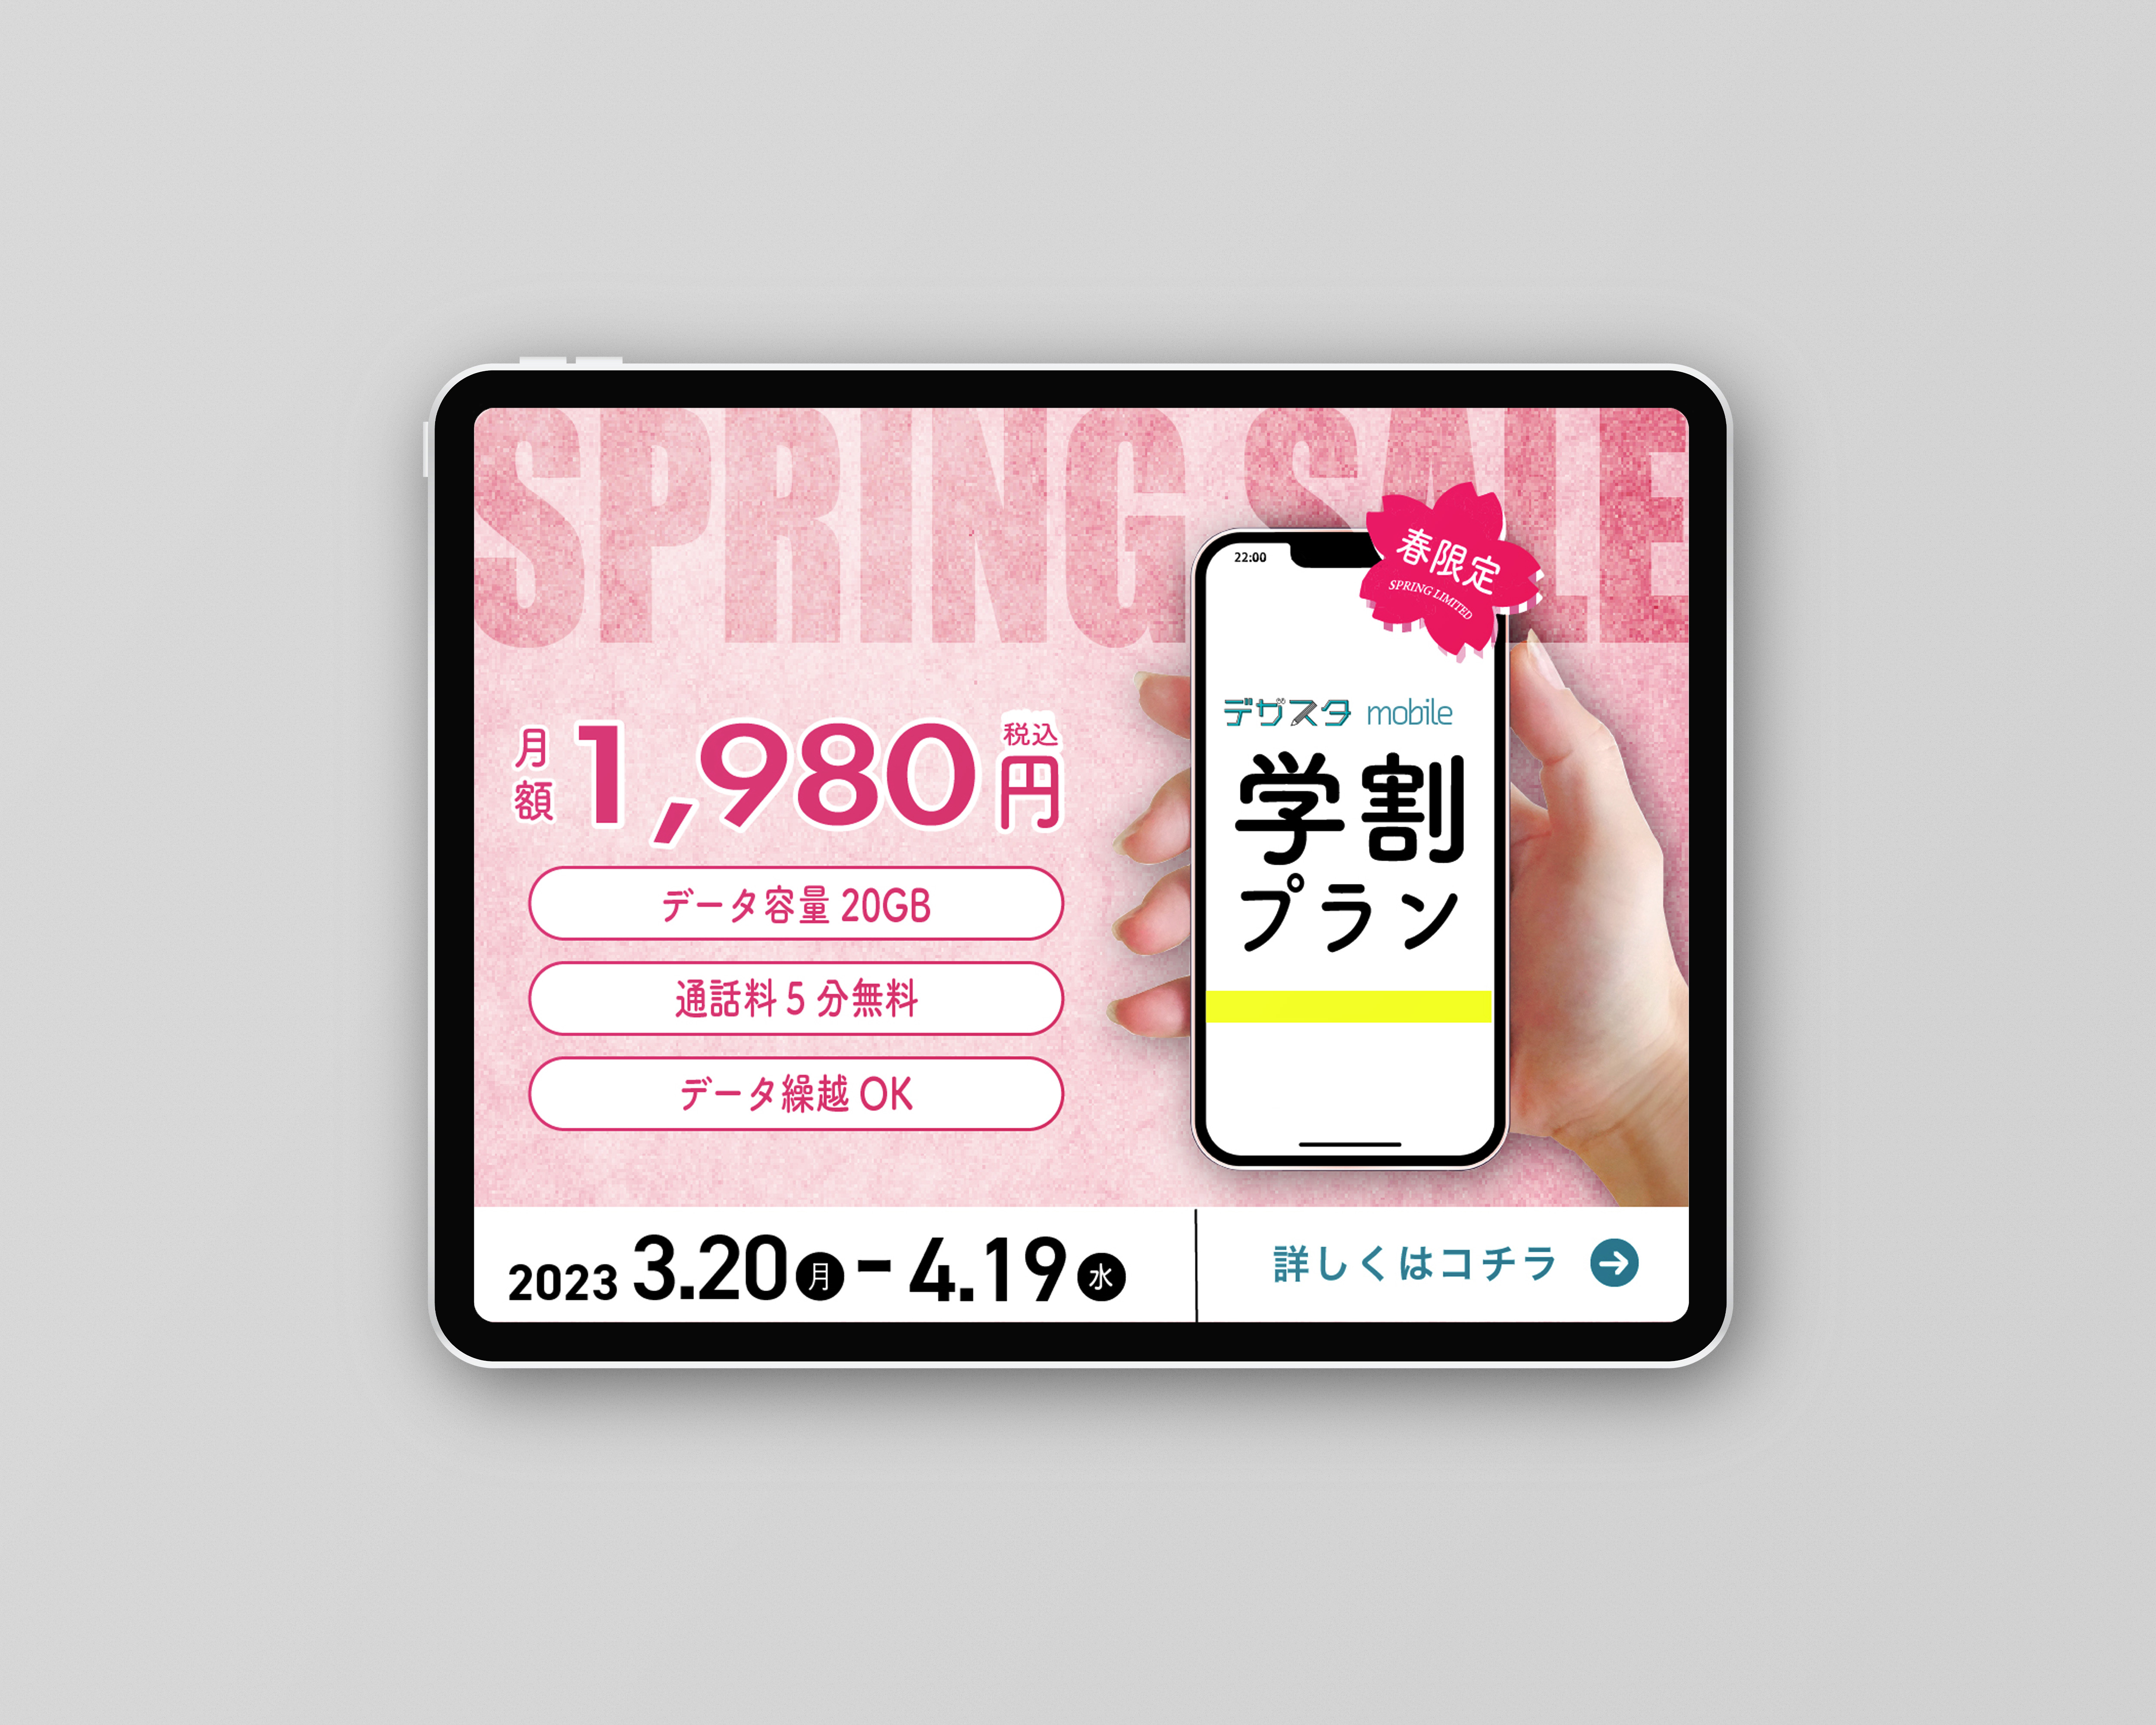 SPRING SALE
22:00
春限定
SPRING LIMITED
デザスタ mobile
学割
プラン
月額 1,980 税込 円
データ容量 20GB
通話料 5 分無料
データ繰越 OK
2023 3.20 月 - 4.19 水
詳しくはコチラ